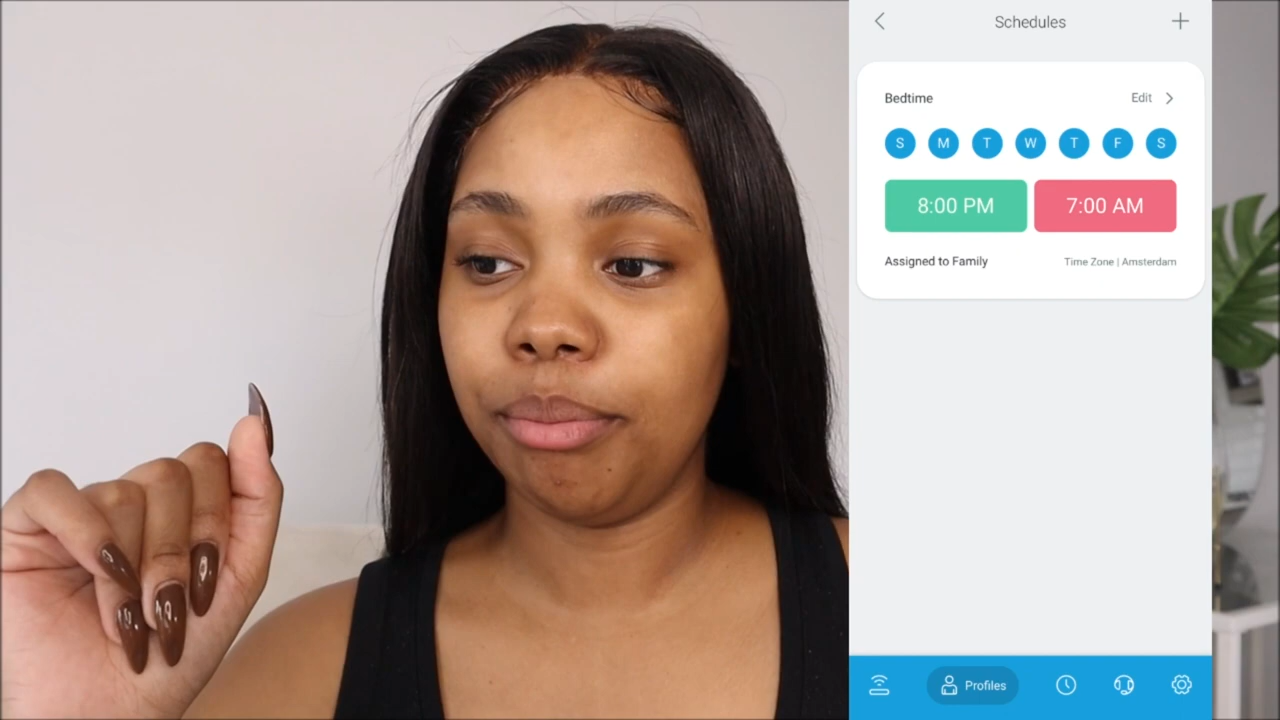 Schedules
Bedtime
Edit
S M T W T F S
8:00 PM 7:00 AM
Assigned to Family
Time Zone | Amsterdam
Profiles